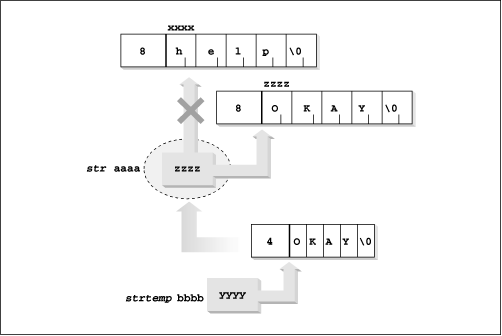 xxxx
8 h e l p \0
zzzz
8 O K A Y \0
str aaaa zzzz
4 O K A Y \0
strtemp bbbb yyyy